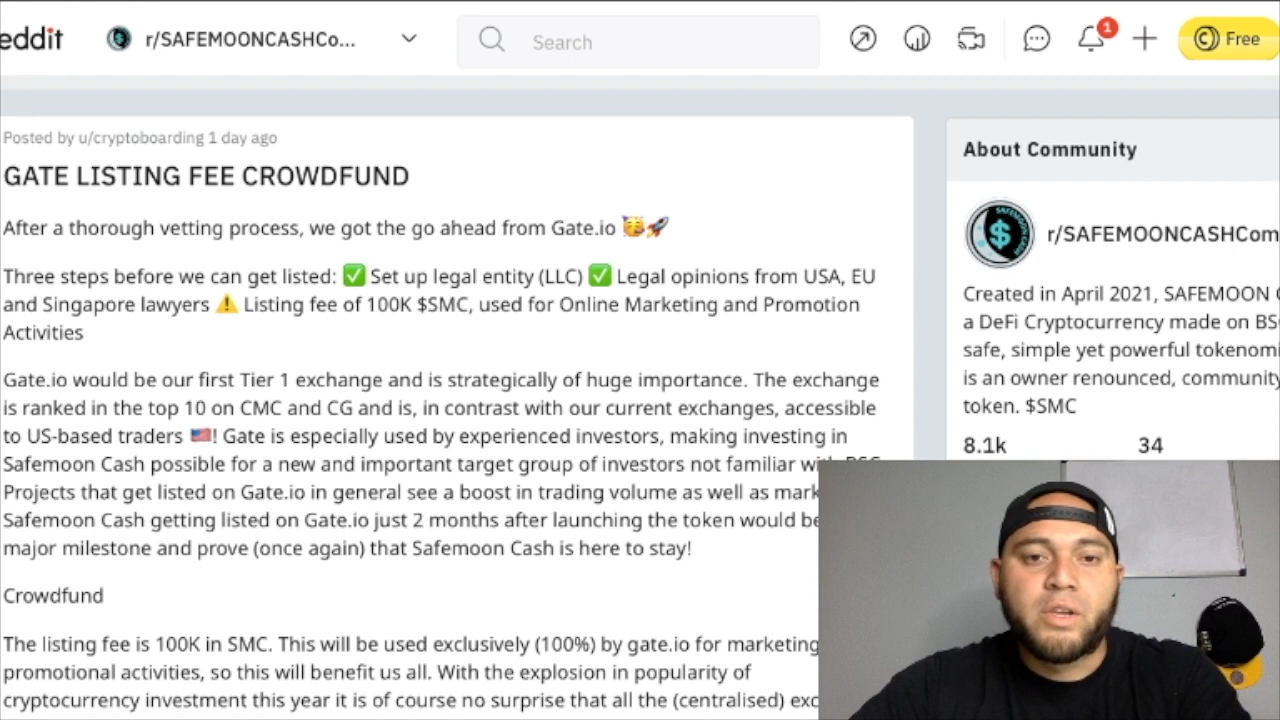 eddit
r/SAFEMOONCASHCo...
Search
1
Free
Posted by u/cryptoboarding 1 day ago
GATE LISTING FEE CROWDFUND
After a thorough vetting process, we got the go ahead from Gate.io 🥳🚀
Three steps before we can get listed: ✅ Set up legal entity (LLC) ✅ Legal opinions from USA, EU
and Singapore lawyers ⚠️ Listing fee of 100K $SMC, used for Online Marketing and Promotion
Activities
Gate.io would be our first Tier 1 exchange and is strategically of huge importance. The exchange
is ranked in the top 10 on CMC and CG and is, in contrast with our current exchanges, accessible
to US-based traders 🇺🇸! Gate is especially used by experienced investors, making investing in
Safemoon Cash possible for a new and important target group of investors not familiar
Projects that get listed on Gate.io in general see a boost in trading volume as well as mark
Safemoon Cash getting listed on Gate.io just 2 months after launching the token would be
major milestone and prove (once again) that Safemoon Cash is here to stay!
Crowdfund
The listing fee is 100K in SMC. This will be used exclusively (100%) by gate.io for marketing
promotional activities, so this will benefit us all. With the explosion in popularity of
cryptocurrency investment this year it is of course no surprise that all the (centralised) exc
About Community
r/SAFEMOONCASHCom
Created in April 2021, SAFEMOON
a DeFi Cryptocurrency made on BS
safe, simple yet powerful tokenomi
is an owner renounced, community
token. $SMC
8.1k 34